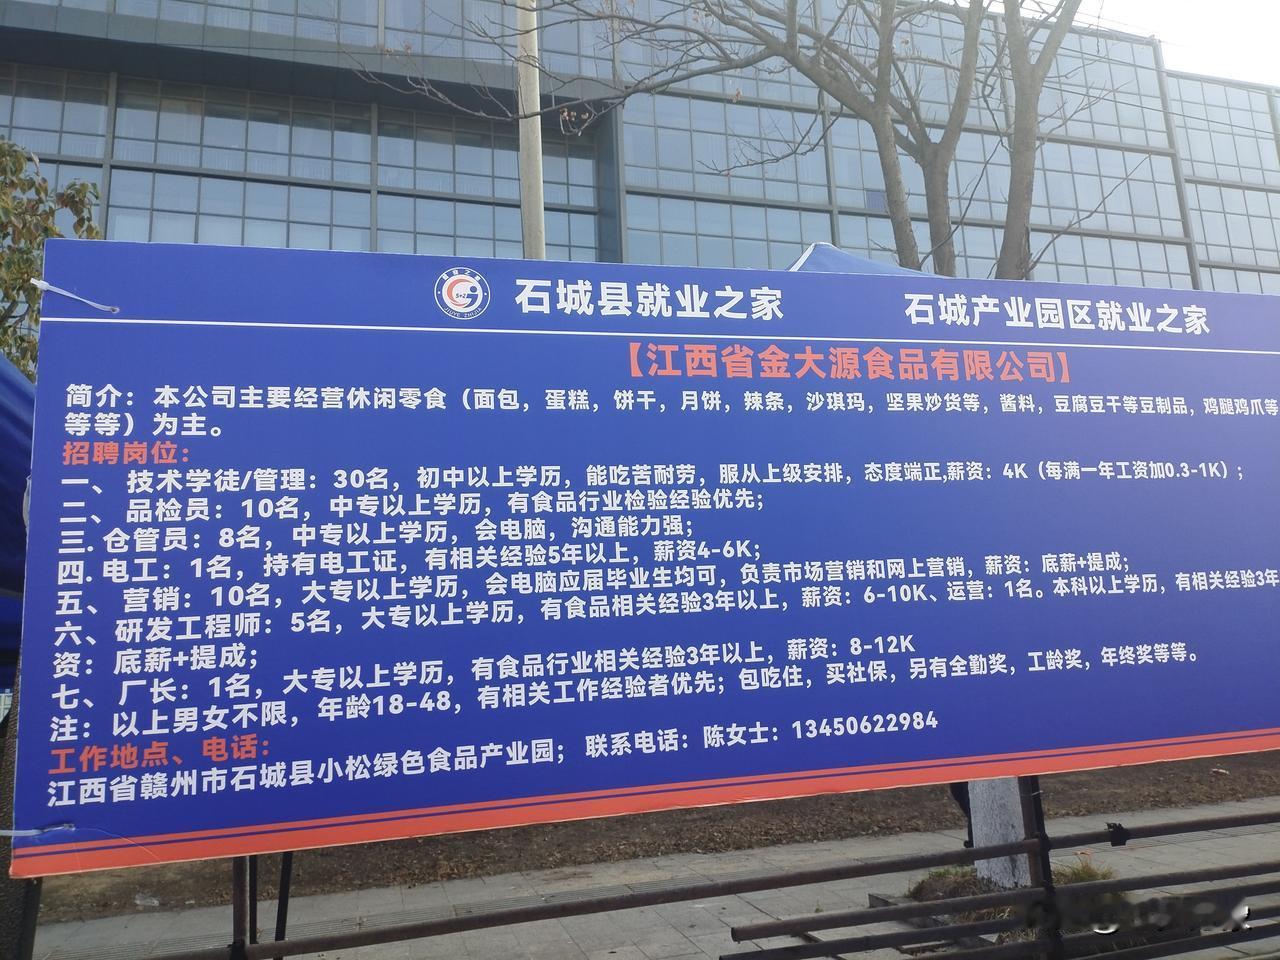 就业之家
5+2
JIUYE ZHIJIA
石城县就业之家 石城产业园区就业之家
【江西省金大源食品有限公司】
简介：本公司主要经营休闲零食（面包，蛋糕，饼干，月饼，辣条，沙琪玛，坚果炒货等，酱料，豆腐豆干等豆制品，鸡腿鸡爪等
等等）为主。
招聘岗位：
一、 技术学徒/管理：30名，初中以上学历，能吃苦耐劳，服从上级安排，态度端正,薪资：4K（每满一年工资加0.3-1K）；
二、 品检员：10名，中专以上学历，有食品行业检验经验优先；
三. 仓管员：8名，中专以上学历，会电脑，沟通能力强；
四. 电工：1名，持有电工证，有相关经验5年以上，薪资4-6K；
五、 营销：10名，大专以上学历，会电脑应届毕业生均可，负责市场营销和网上营销，薪资：底薪+提成；
六、研发工程师：5名，大专以上学历，有食品相关经验3年以上，薪资：6-10K、运营：1名。本科以上学历，有相关经验3年
资：底薪+提成；
七、厂长：1名，大专以上学历，有食品行业相关经验3年以上，薪资：8-12K
注：以上男女不限，年龄18-48，有相关工作经验者优先；包吃住，买社保，另有全勤奖，工龄奖，年终奖等等。
工作地点、电话：
江西省赣州市石城县小松绿色食品产业园； 联系电话：陈女士：13450622984